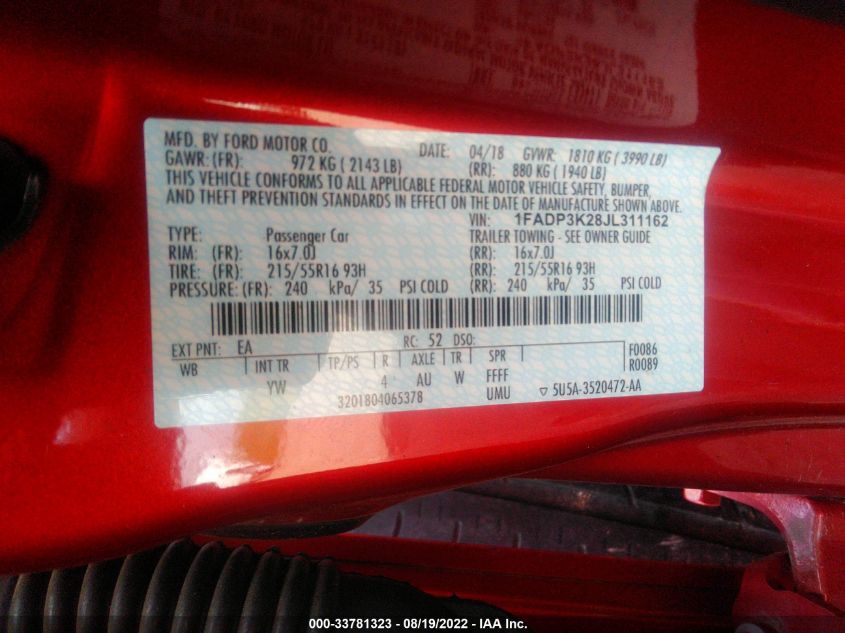 MFD. BY FORD MOTOR CO. DATE: 04/18 GVWR: 1810 KG ( 3990 LB)
GAWR: (FR): 972 KG ( 2143 LB) (RR): 880 KG ( 1940 LB)
THIS VEHICLE CONFORMS TO ALL APPLICABLE FEDERAL MOTOR VEHICLE SAFETY, BUMPER,
AND THEFT PREVENTION STANDARDS IN EFFECT ON THE DATE OF MANUFACTURE SHOWN ABOVE.
VIN: 1FADP3K28JL311162
TYPE: Passenger Car TRAILER TOWING - SEE OWNER GUIDE
RIM: (FR): 16x7.0J (RR): 16x7.0J
TIRE: (FR): 215/55R16 93H (RR): 215/55R16 93H
PRESSURE: (FR): 240 kPa/ 35 PSI COLD (RR): 240 kPa/ 35 PSI COLD
EXT PNT: EA RC: 52 DSO: F0086
WB INT TR TP/PS R AXLE TR SPR R0089
YW 4 AU W FFFF
3201804065378 UMU ▽ 5U5A-3520472-AA
000-33781323 - 08/19/2022 - IAA Inc.